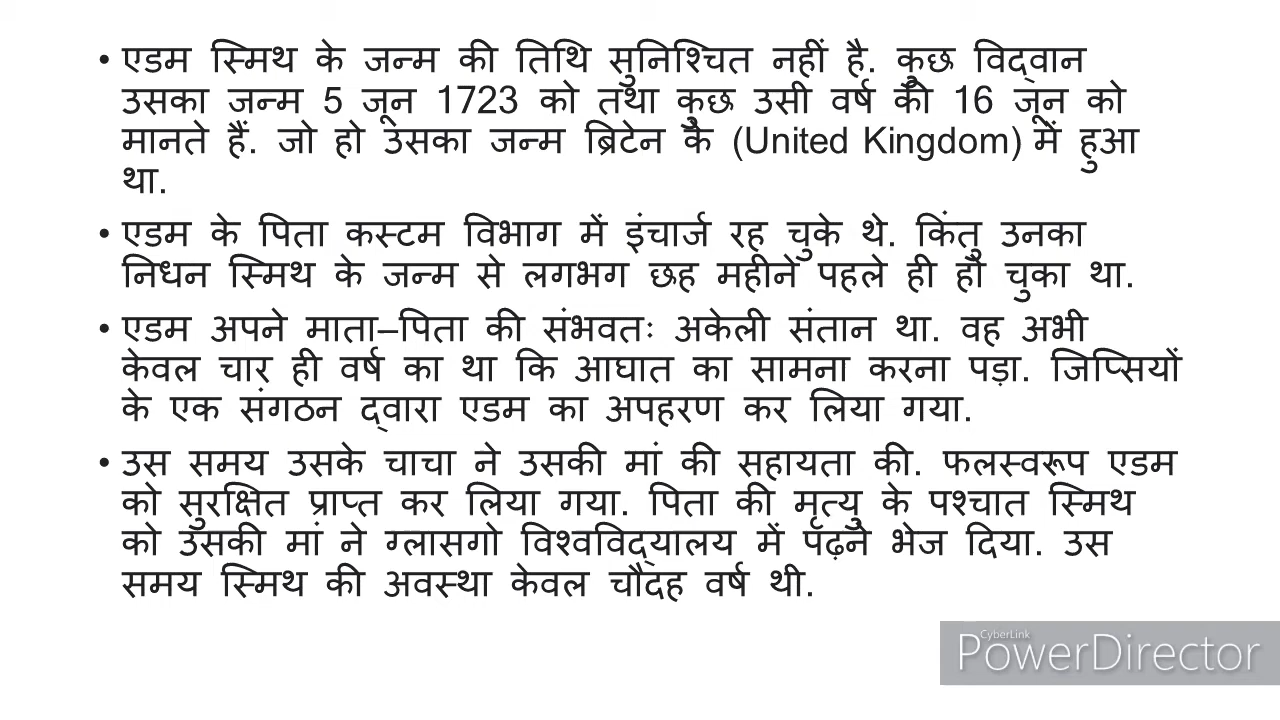 • एडम स्मिथ के जन्म की तिथि सुनिश्चित नहीं है. कुछ विद्वान
उसका जन्म 5 जून 1723 को तथा कुछ उसी वर्ष की 16 जून को
मानते हैं. जो हो उसका जन्म ब्रिटेन के (United Kingdom) में हुआ
था.
• एडम के पिता कस्टम विभाग में इंचार्ज रह चुके थे. किंतु उनका
निधन स्मिथ के जन्म से लगभग छह महीने पहले ही हो चुका था.
• एडम अपने माता–पिता की संभवतः अकेली संतान था. वह अभी
केवल चार ही वर्ष का था कि आघात का सामना करना पड़ा. जिप्सियों
के एक संगठन द्वारा एडम का अपहरण कर लिया गया.
• उस समय उसके चाचा ने उसकी मां की सहायता की. फलस्वरूप एडम
को सुरक्षित प्राप्त कर लिया गया. पिता की मृत्यु के पश्चात स्मिथ
को उसकी मां ने ग्लासगो विश्वविद्यालय में पढ़ने भेज दिया. उस
समय स्मिथ की अवस्था केवल चौदह वर्ष थी.
CyberLink
PowerDirector